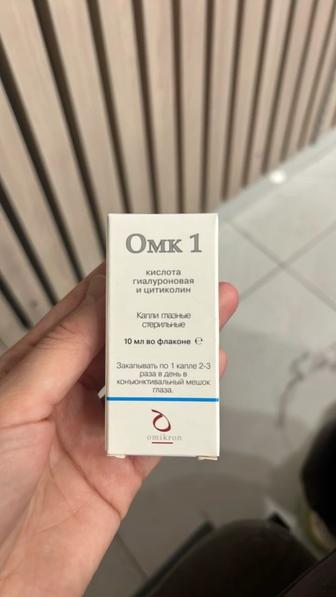 Омк 1
кислота
гиалуроновая
и цитиколин
Капли глазные
стерильные
10 мл во флаконе ℮
Закапывать по 1 капле 2-3
раза в день в
конъюнктивальный мешок
глаза.
omikron